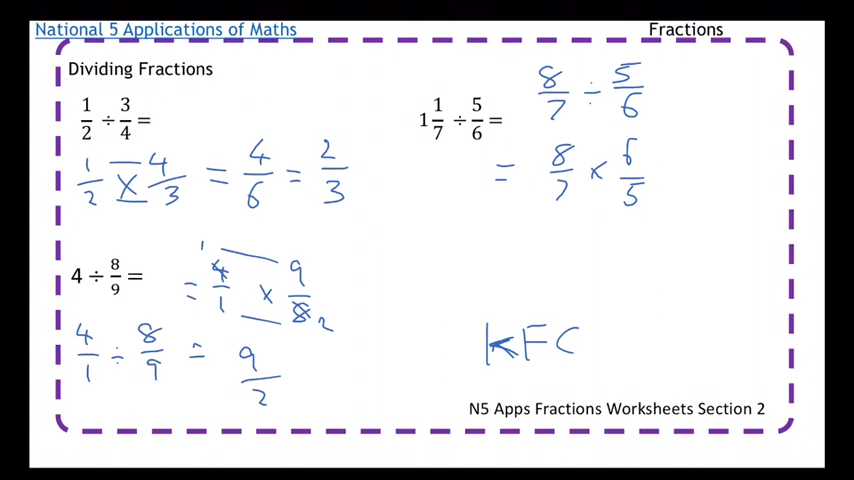 National 5 Applications of Maths
Fractions
Dividing Fractions
1/2 ÷ 3/4 =
1/2 × 4/3 = 4/6 = 2/3
4 ÷ 8/9 =
= 4/1 × 9/8
1 2
4/1 ÷ 8/9 = 9/2
1 1/7 ÷ 5/6 =
8/7 ÷ 5/6
= 8/7 × 6/5
KFC
N5 Apps Fractions Worksheets Section 2